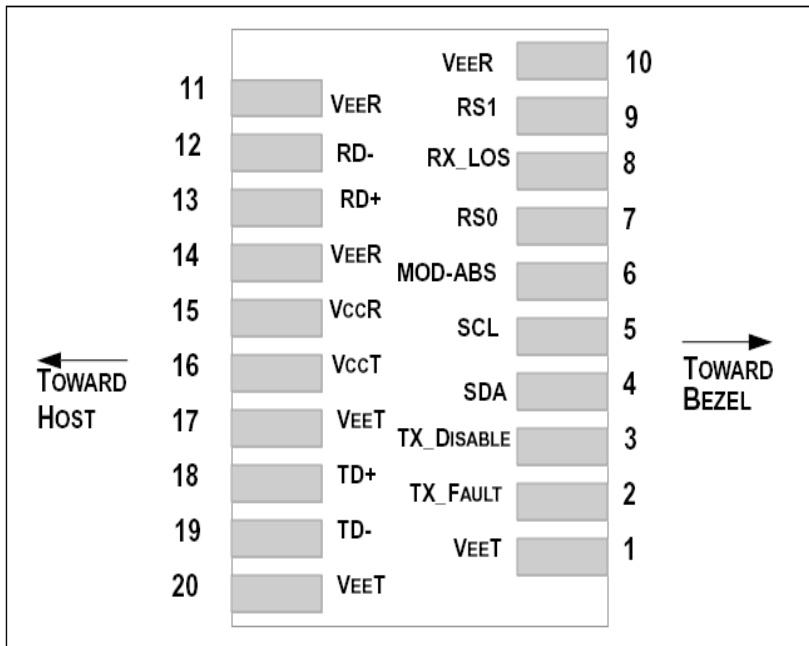 11 VEER
12 RD-
13 RD+
14 VEER
15 VCCR
16 VCCT
17 VEET
18 TD+
19 TD-
20 VEET
VEER 10
RS1 9
RX_LOS 8
RS0 7
MOD-ABS 6
SCL 5
SDA 4
TX_DISABLE 3
TX_FAULT 2
VEET 1
TOWARD
HOST
TOWARD
BEZEL